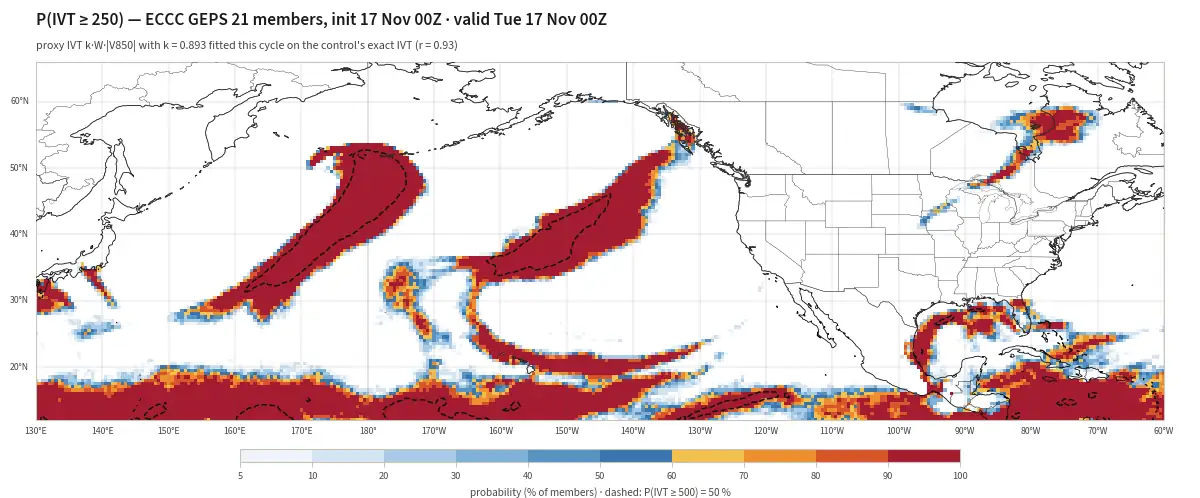 P(IVT ≥ 250) — ECCC GEPS 21 members, init 17 Nov 00Z · valid Tue 17 Nov 00Z
proxy IVT k·W·|V850| with k = 0.893 fitted this cycle on the control's exact IVT (r = 0.93)
60°N
50°N
40°N
30°N
20°N
130°E 140°E 150°E 160°E 170°E 180° 170°W 160°W 150°W 140°W 130°W 120°W 110°W 100°W 90°W 80°W 70°W 60°W
5 10 20 30 40 50 60 70 80 90 100
probability (% of members) · dashed: P(IVT ≥ 500) = 50 %